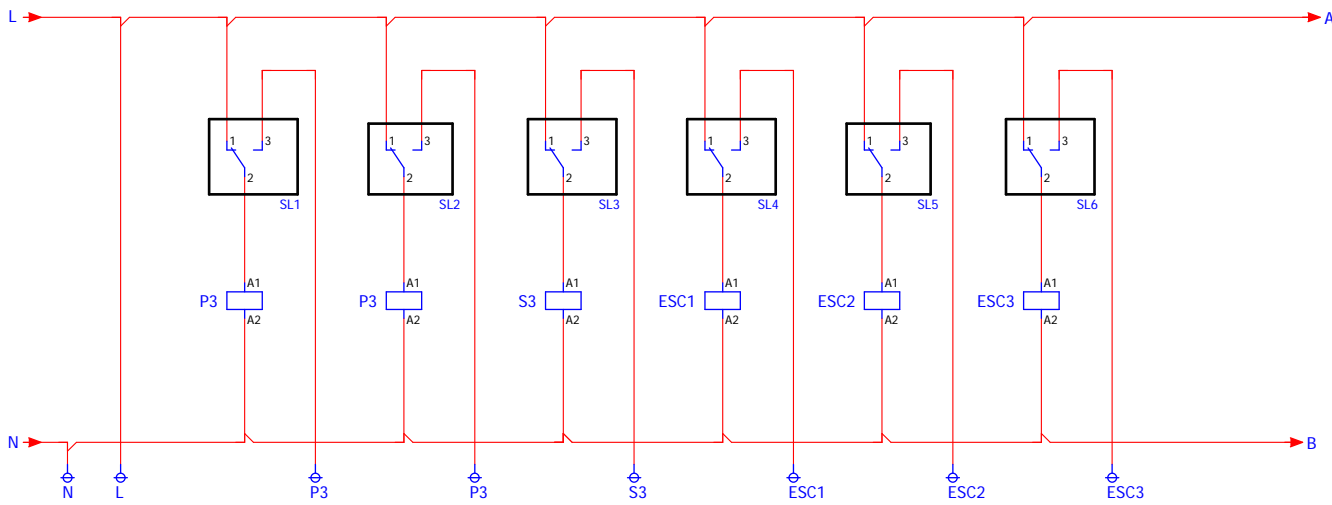 L A
1 3 1 3 1 3 1 3 1 3 1 3
2 2 2 2 2 2
SL1 SL2 SL3 SL4 SL5 SL6
A1 A1 A1 A1 A1 A1
P3 P3 S3 ESC1 ESC2 ESC3
A2 A2 A2 A2 A2 A2
N B
N L P3 P3 S3 ESC1 ESC2 ESC3